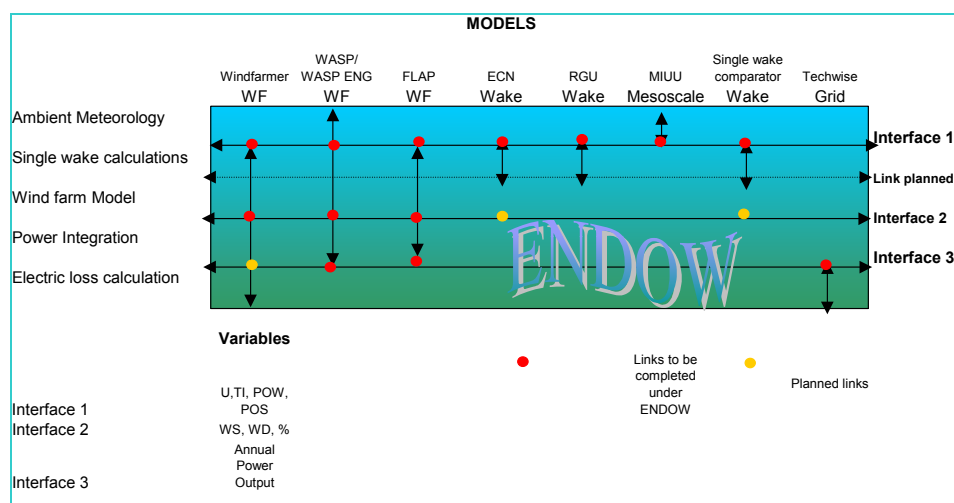 MODELS
Windfarmer
WF
WASP/
WASP ENG
WF
FLAP
WF
ECN
Wake
RGU
Wake
MIUU
Mesoscale
Single wake
comparator
Wake
Techwise
Grid
Ambient Meteorology
Interface 1
Single wake calculations
Link planned
Wind farm Model
Interface 2
Power Integration
Interface 3
Electric loss calculation
ENDOW
Variables
Links to be
completed
under
ENDOW
Planned links
Interface 1
U,TI, POW,
POS
Interface 2
WS, WD, %
Interface 3
Annual
Power
Output